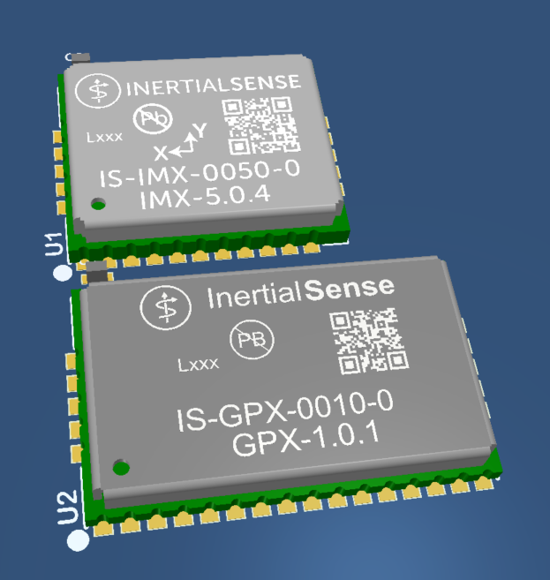 INERTIALSENSE
Pb
Lxxx
Y
X
IS-IMX-0050-0
IMX-5.0.4
U1
InertialSense
PB
Lxxx
IS-GPX-0010-0
GPX-1.0.1
U2